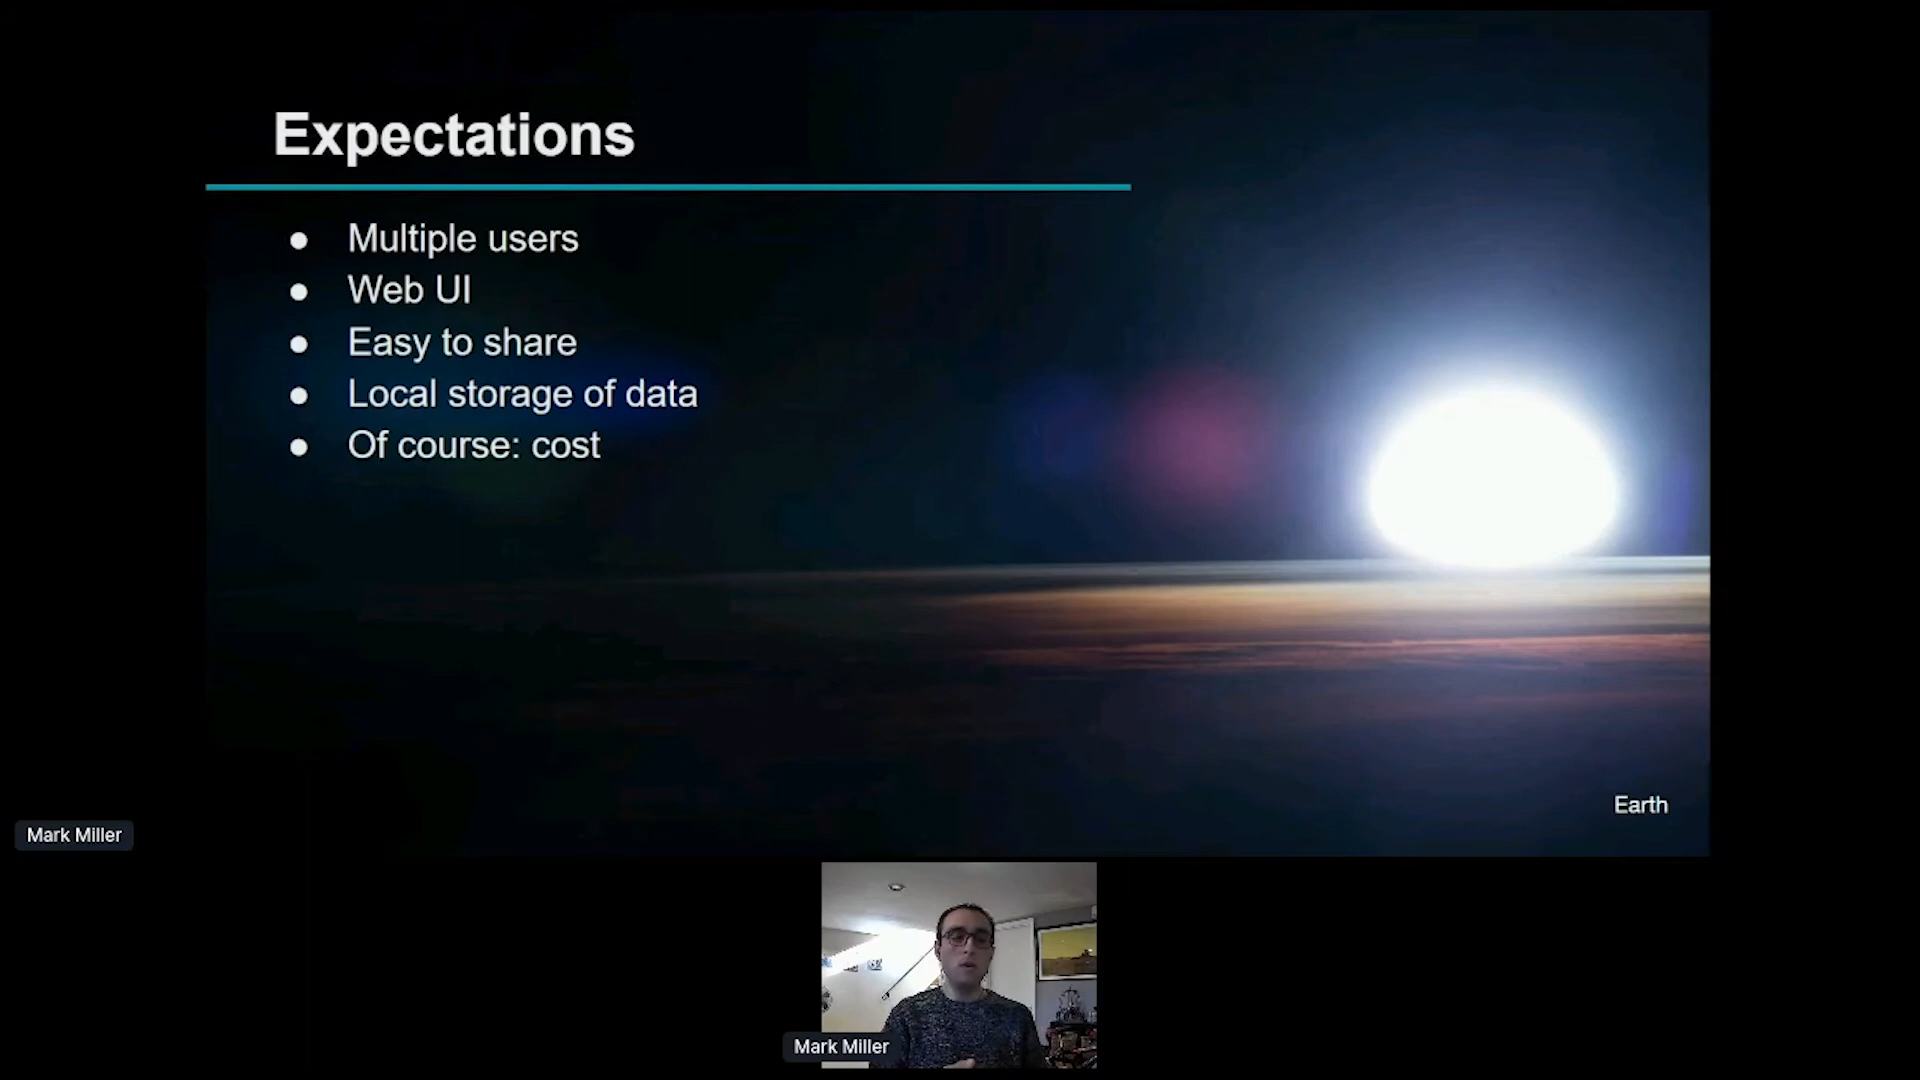 Expectations
● Multiple users
● Web UI
● Easy to share
● Local storage of data
● Of course: cost
Earth
Mark Miller
Mark Miller